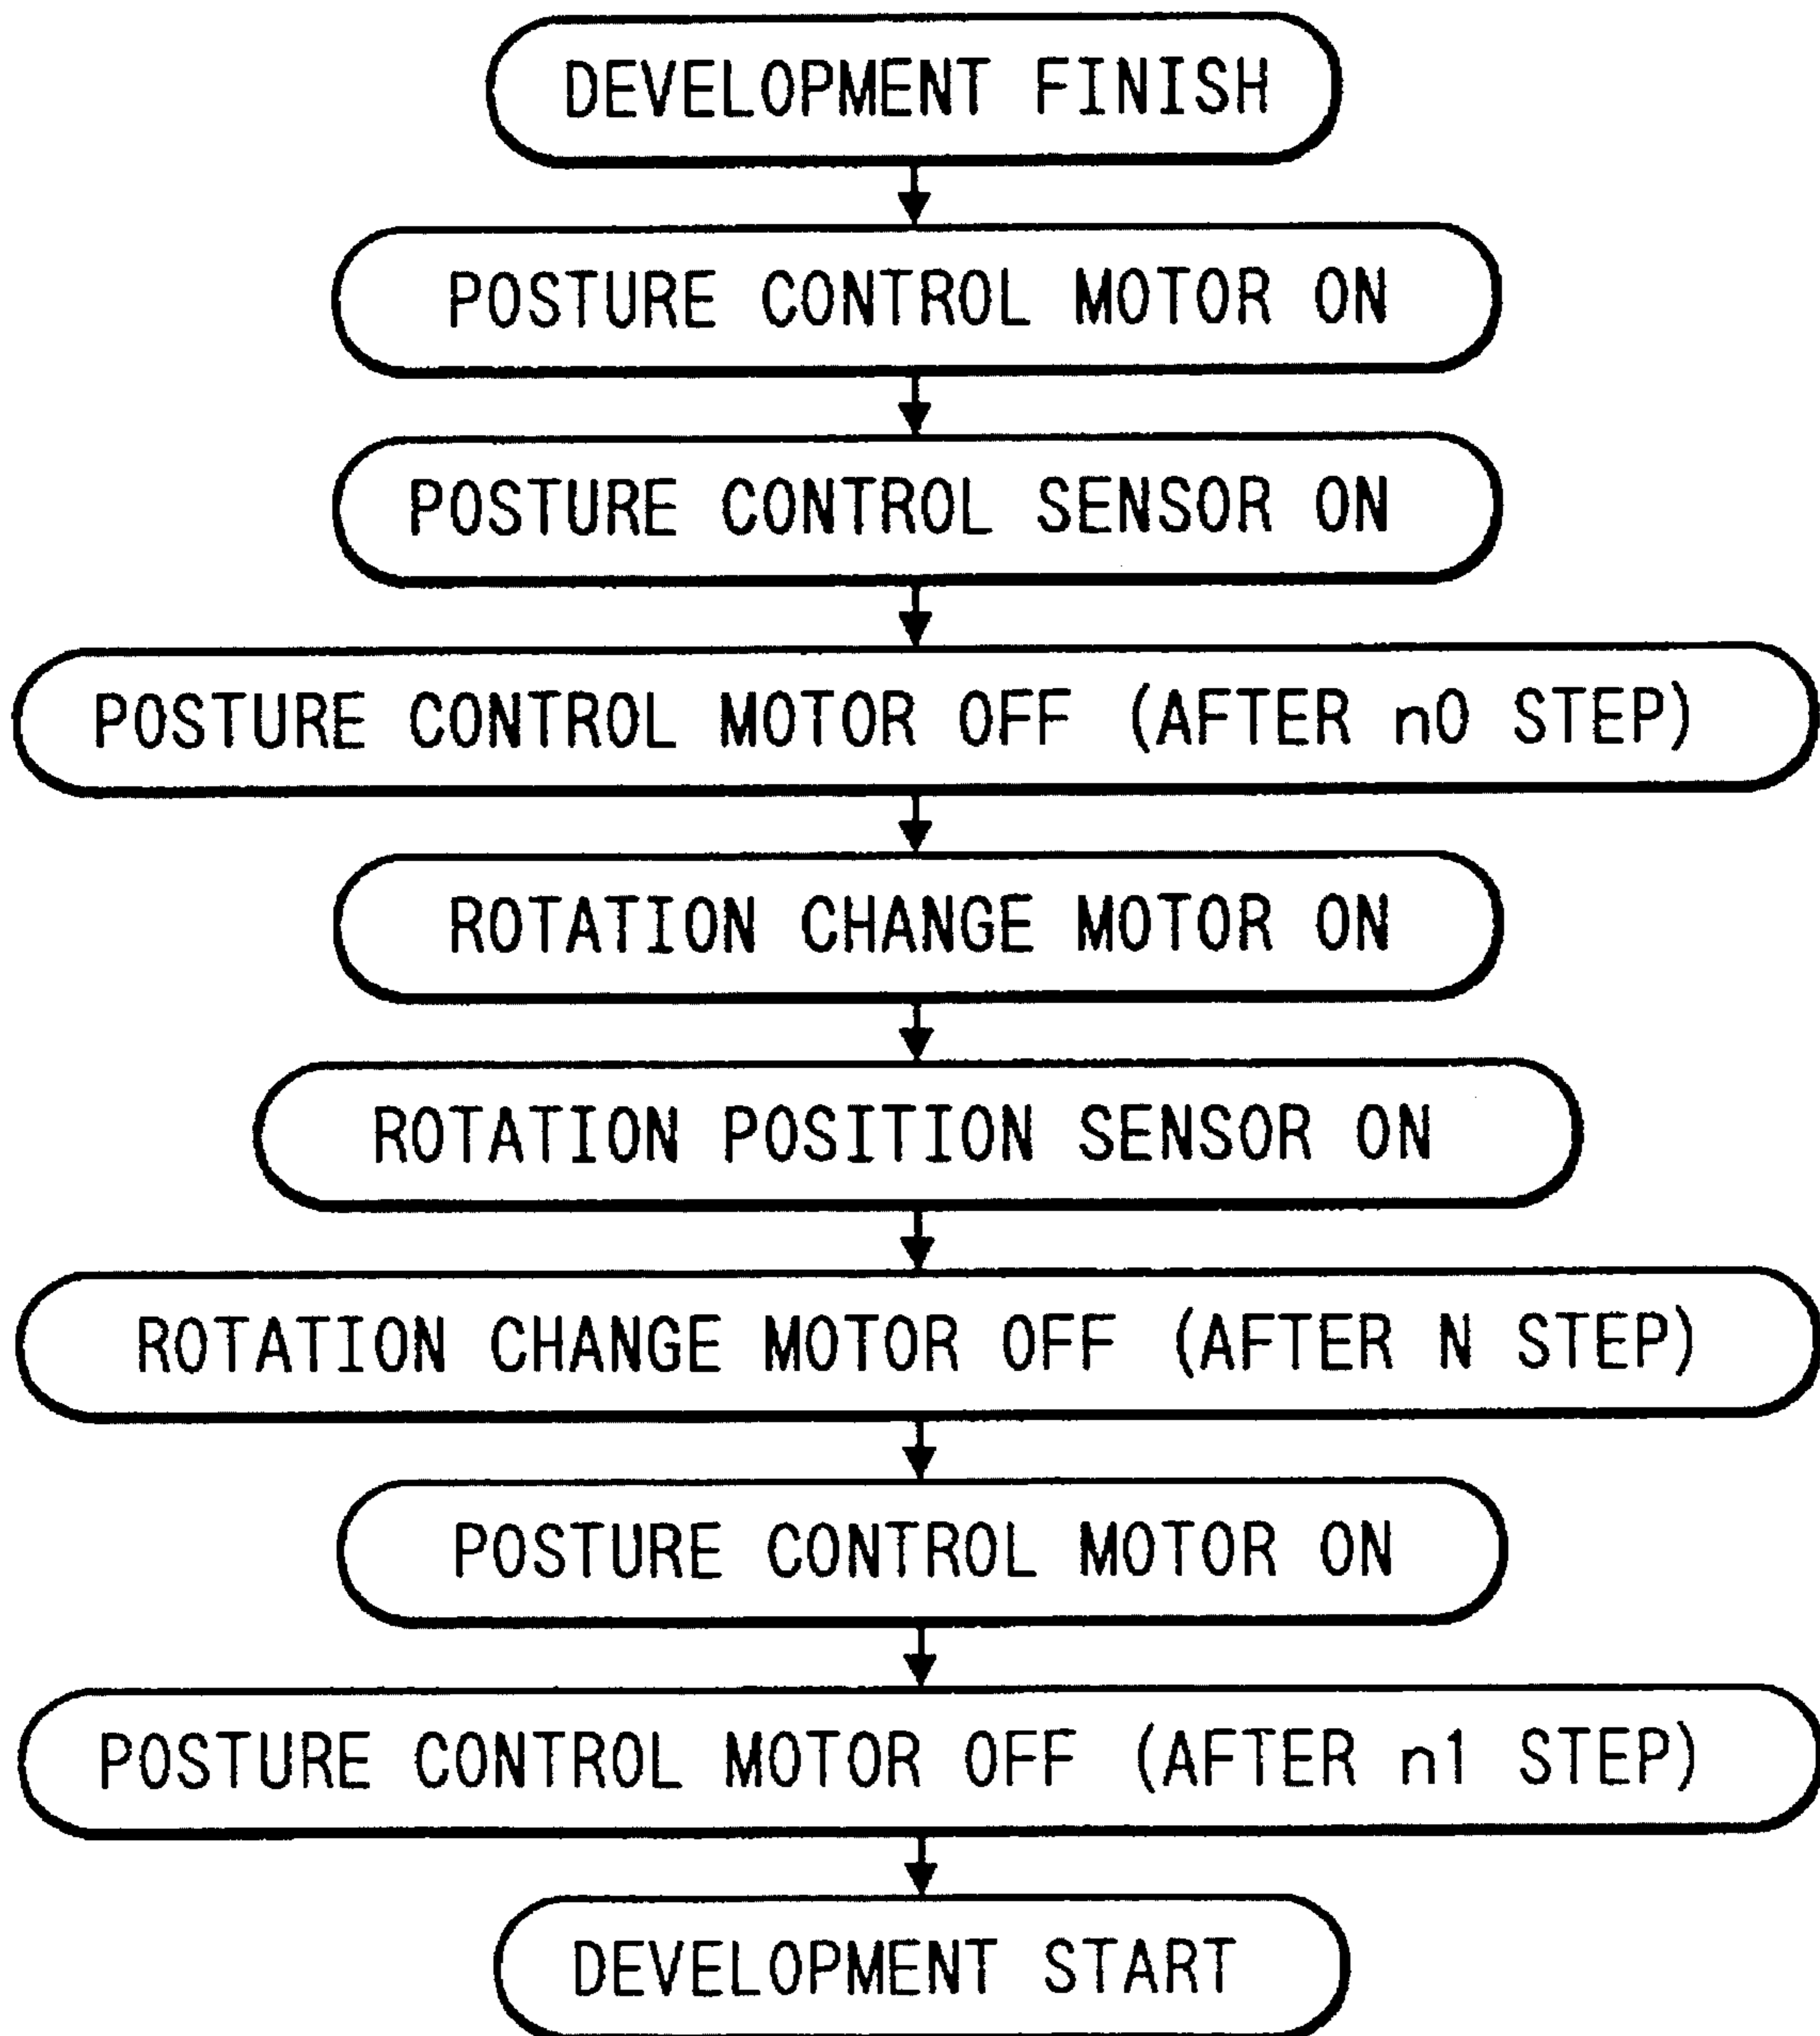 DEVELOPMENT FINISH
POSTURE CONTROL MOTOR ON
POSTURE CONTROL SENSOR ON
POSTURE CONTROL MOTOR OFF (AFTER n0 STEP)
ROTATION CHANGE MOTOR ON
ROTATION POSITION SENSOR ON
ROTATION CHANGE MOTOR OFF (AFTER N STEP)
POSTURE CONTROL MOTOR ON
POSTURE CONTROL MOTOR OFF (AFTER n1 STEP)
DEVELOPMENT START